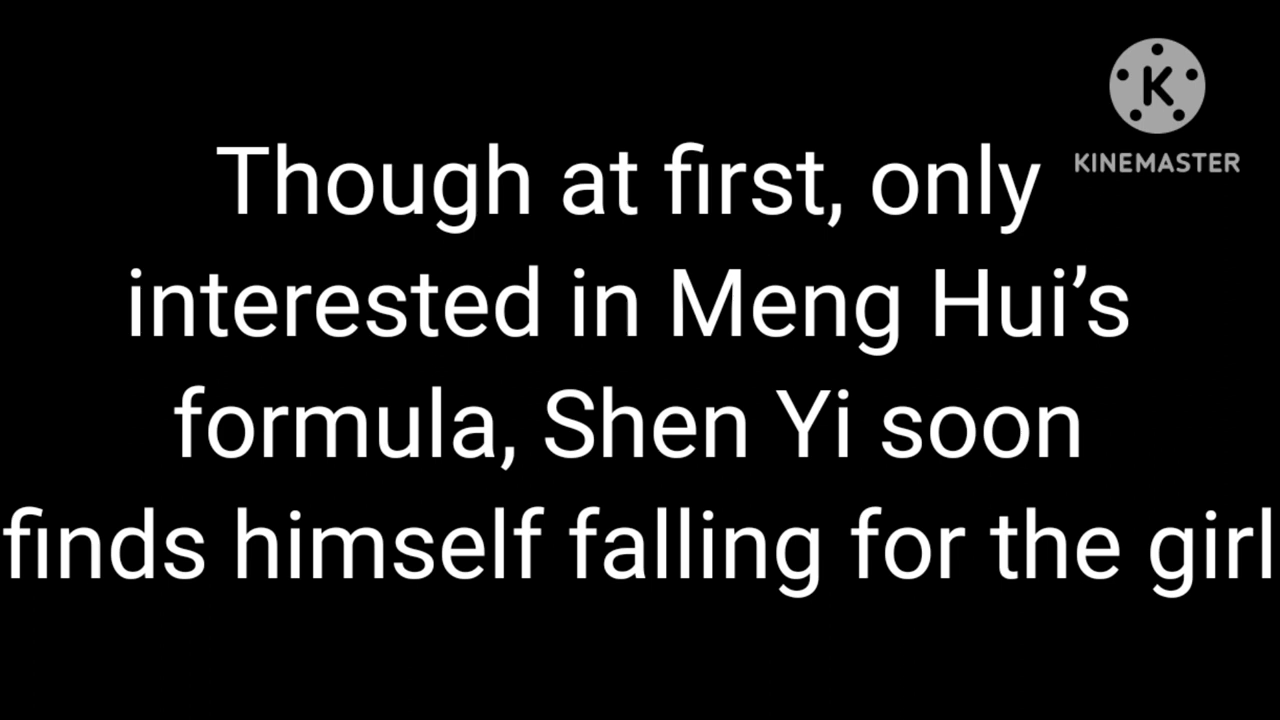 K
KINEMASTER
Though at first, only
interested in Meng Hui’s
formula, Shen Yi soon
finds himself falling for the girl